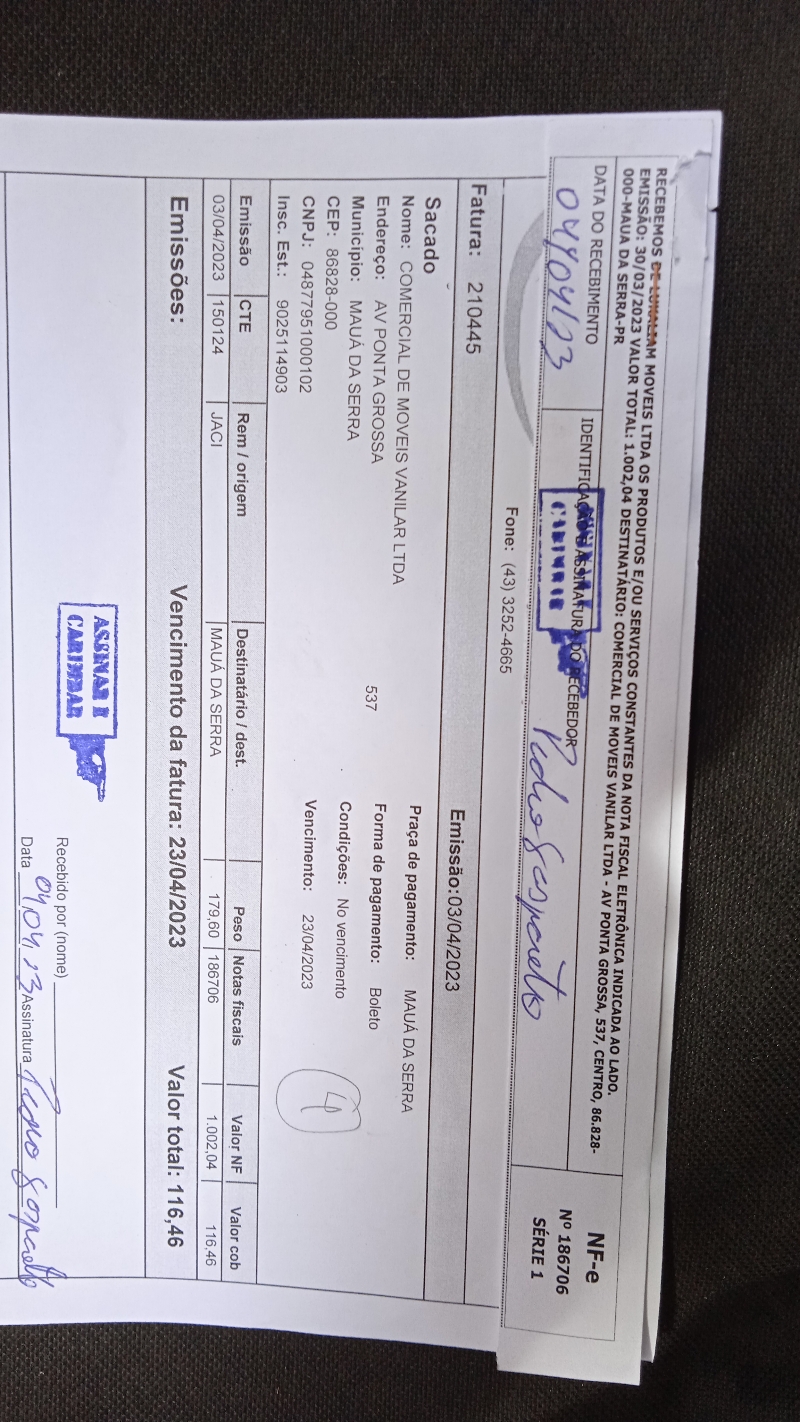 RECEBEMOS DE LUKALIAM MOVEIS LTDA OS PRODUTOS E/OU SERVIÇOS CONSTANTES DA NOTA FISCAL ELETRÔNICA INDICADA AO LADO.
EMISSÃO: 30/03/2023 VALOR TOTAL: 1.002,04 DESTINATÁRIO: COMERCIAL DE MOVEIS VANILAR LTDA - AV PONTA GROSSA, 537, CENTRO, 86.828-
000-MAUA DA SERRA-PR
NF-e
Nº 186706
SÉRIE 1
DATA DO RECEBIMENTO
04/04/23
IDENTIFICAÇÃO E ASSINATURA DO RECEBEDOR
ASSINAR E
CARIMBAR
Fone: (43) 3252-4665
Fatura: 210445
Emissão:03/04/2023
Sacado
Nome: COMERCIAL DE MOVEIS VANILAR LTDA
Praça de pagamento: MAUÁ DA SERRA
Endereço: AV PONTA GROSSA 537
Forma de pagamento: Boleto
Município: MAUÁ DA SERRA
Condições: No vencimento
CEP: 86828-000
CNPJ: 04877951000102
Vencimento: 23/04/2023
Insc. Est.: 9025114903
Emissão CTE Rem / origem Destinatário / dest. Peso Notas fiscais Valor NF Valor cob
03/04/2023 150124 JACI MAUÁ DA SERRA 179,60 186706 1.002,04 116,46
Emissões: Vencimento da fatura: 23/04/2023 Valor total: 116,46
ASSINAR E
CARIMBAR
Recebido por (nome)
Data 04 04 23 Assinatura